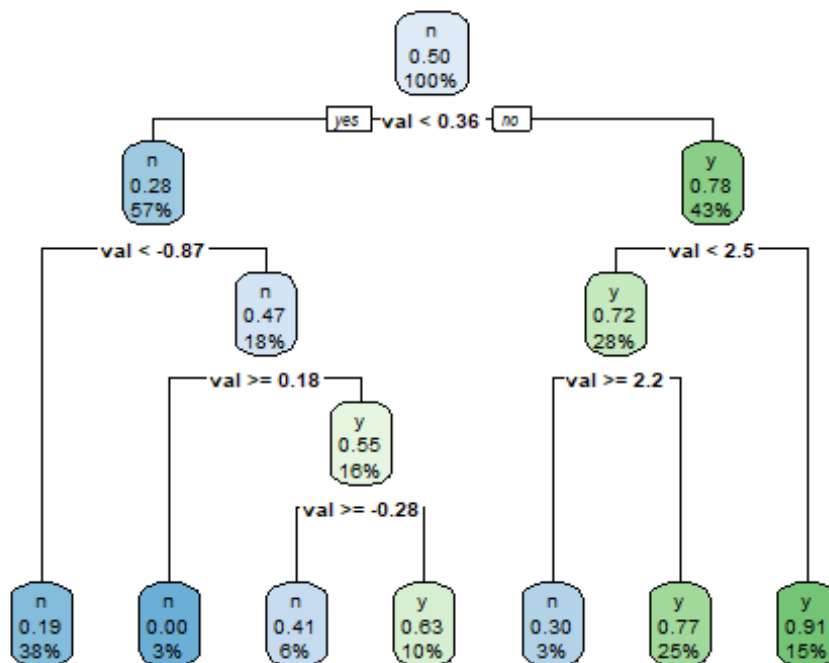 n
0.50
100%
yes val < 0.36 no
n
0.28
57%
y
0.78
43%
val < -0.87
val < 2.5
n
0.47
18%
y
0.72
28%
val >= 0.18
val >= 2.2
y
0.55
16%
val >= -0.28
n
0.19
38%
n
0.00
3%
n
0.41
6%
y
0.63
10%
n
0.30
3%
y
0.77
25%
y
0.91
15%